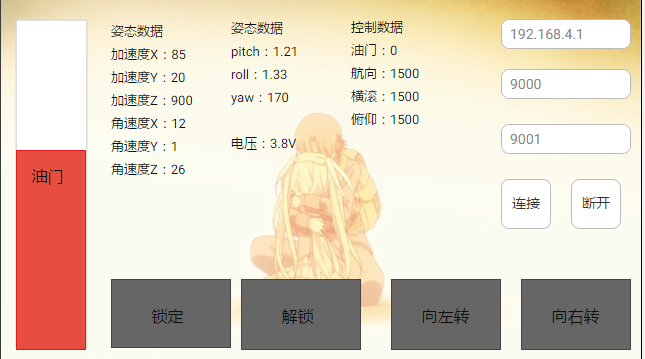 姿态数据
加速度X：85
加速度Y：20
加速度Z：900
角速度X：12
角速度Y：1
角速度Z：26
姿态数据
pitch：1.21
roll：1.33
yaw：170
电压：3.8V
控制数据
油门：0
航向：1500
横滚：1500
俯仰：1500
192.168.4.1
9000
9001
连接
断开
油门
锁定
解锁
向左转
向右转